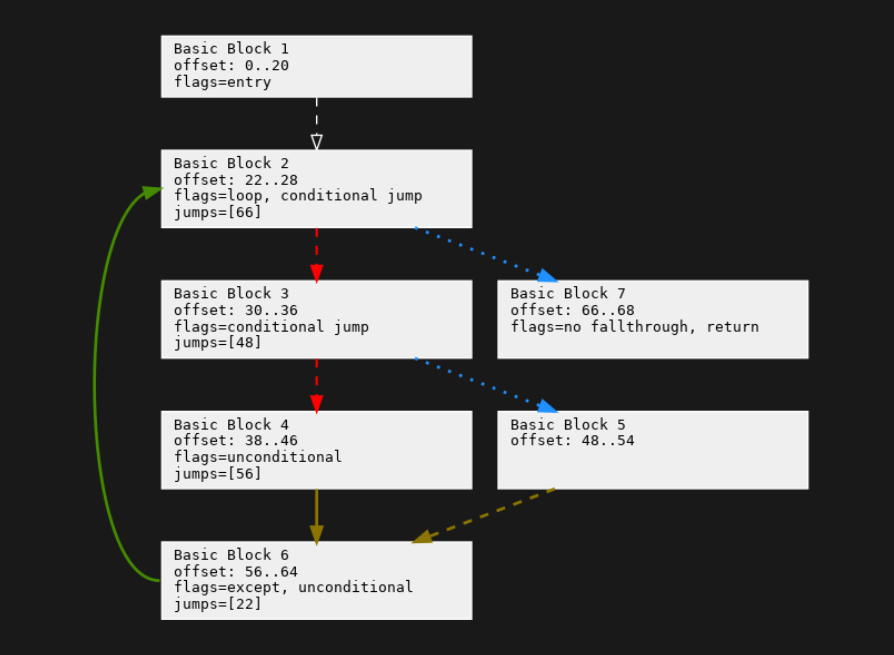 Basic Block 1
offset: 0..20
flags=entry
Basic Block 2
offset: 22..28
flags=loop, conditional jump
jumps=[66]
Basic Block 3
offset: 30..36
flags=conditional jump
jumps=[48]
Basic Block 7
offset: 66..68
flags=no fallthrough, return
Basic Block 4
offset: 38..46
flags=unconditional
jumps=[56]
Basic Block 5
offset: 48..54
Basic Block 6
offset: 56..64
flags=except, unconditional
jumps=[22]